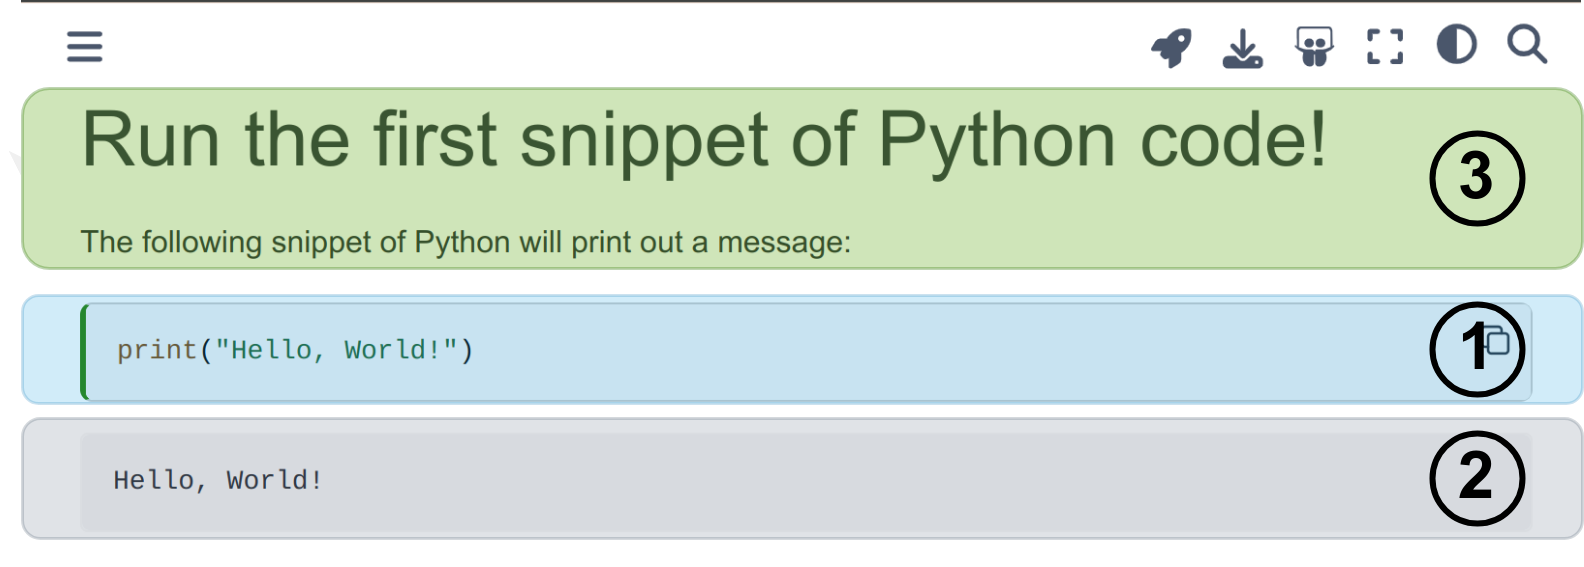 Run the first snippet of Python code!
3
The following snippet of Python will print out a message:
print("Hello, World!")
1
Hello, World!
2